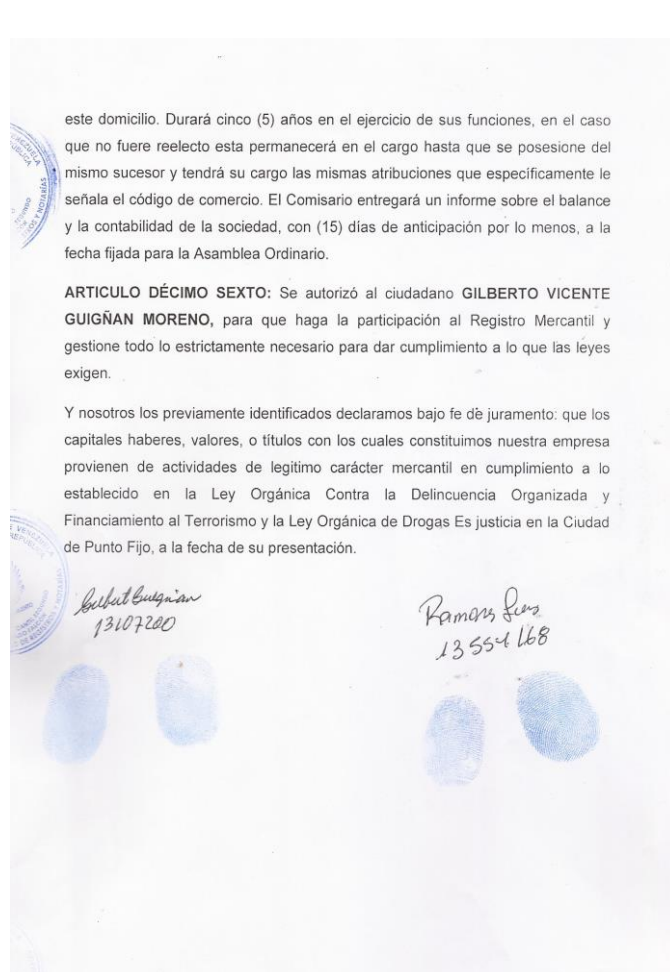 este domicilio. Durará cinco (5) años en el ejercicio de sus funciones, en el caso
que no fuere reelecto esta permanecerá en el cargo hasta que se posesione del
mismo sucesor y tendrá su cargo las mismas atribuciones que específicamente le
señala el código de comercio. El Comisario entregará un informe sobre el balance
y la contabilidad de la sociedad, con (15) días de anticipación por lo menos, a la
fecha fijada para la Asamblea Ordinario.
ARTICULO DÉCIMO SEXTO: Se autorizó al ciudadano GILBERTO VICENTE
GUIGÑAN MORENO, para que haga la participación al Registro Mercantil y
gestione todo lo estrictamente necesario para dar cumplimiento a lo que las leyes
exigen.
Y nosotros los previamente identificados declaramos bajo fe de juramento: que los
capitales haberes, valores, o títulos con los cuales constituimos nuestra empresa
provienen de actividades de legitimo carácter mercantil en cumplimiento a lo
establecido en la Ley Orgánica Contra la Delincuencia Organizada y
Financiamiento al Terrorismo y la Ley Orgánica de Drogas Es justicia en la Ciudad
de Punto Fijo, a la fecha de su presentación.
13107200
Ramon
13554168